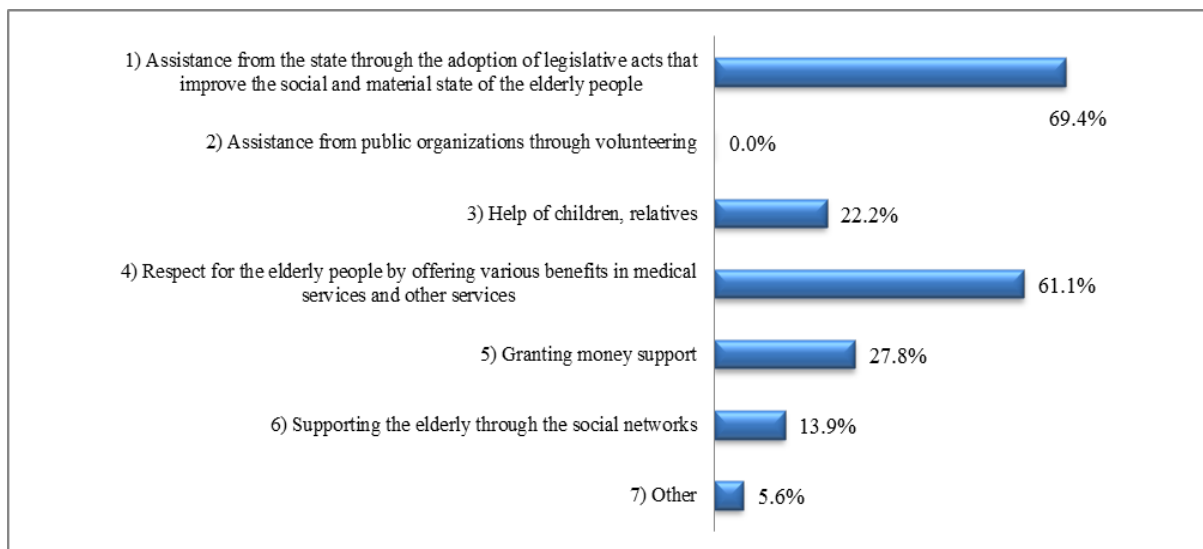 1) Assistance from the state through the adoption of legislative acts that
improve the social and material state of the elderly people
69.4%
2) Assistance from public organizations through volunteering
0.0%
3) Help of children, relatives
22.2%
4) Respect for the elderly people by offering various benefits in medical
services and other services
61.1%
5) Granting money support
27.8%
6) Supporting the elderly through the social networks
13.9%
7) Other
5.6%